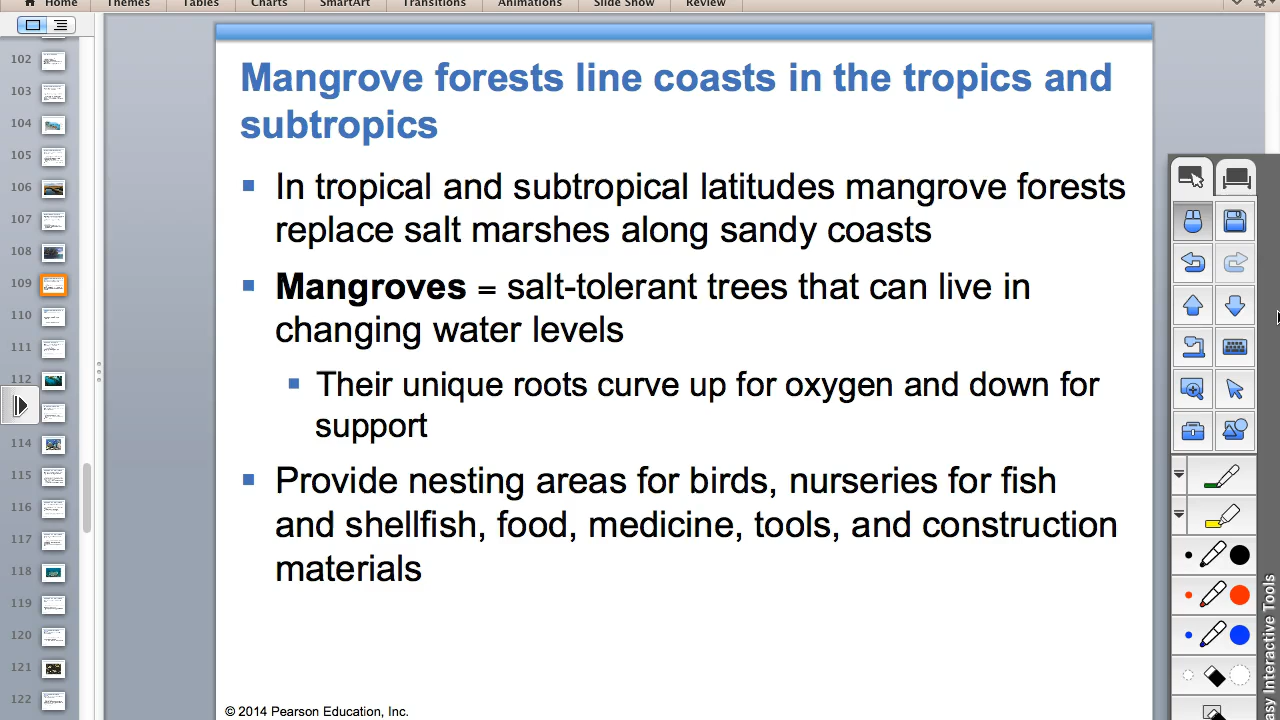 Home Themes Tables Charts SmartArt Transitions Animations Slide Show Review
102
103
104
105
106
107
108
109
110
111
112
114
115
116
117
118
119
120
121
122
Mangrove forests line coasts in the tropics and
subtropics
In tropical and subtropical latitudes mangrove forests
replace salt marshes along sandy coasts
Mangroves = salt-tolerant trees that can live in
changing water levels
Their unique roots curve up for oxygen and down for
support
Provide nesting areas for birds, nurseries for fish
and shellfish, food, medicine, tools, and construction
materials
© 2014 Pearson Education, Inc.
Interactive Tools